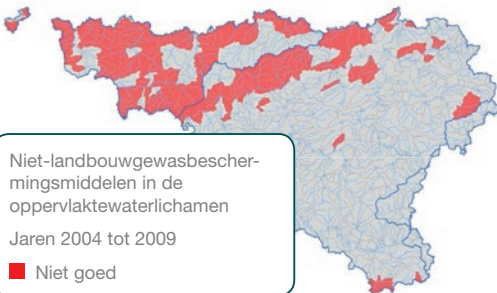 Niet-landbouwgewasbescher-
mingsmiddelen in de
oppervlaktewaterlichamen
Jaren 2004 tot 2009
Niet goed